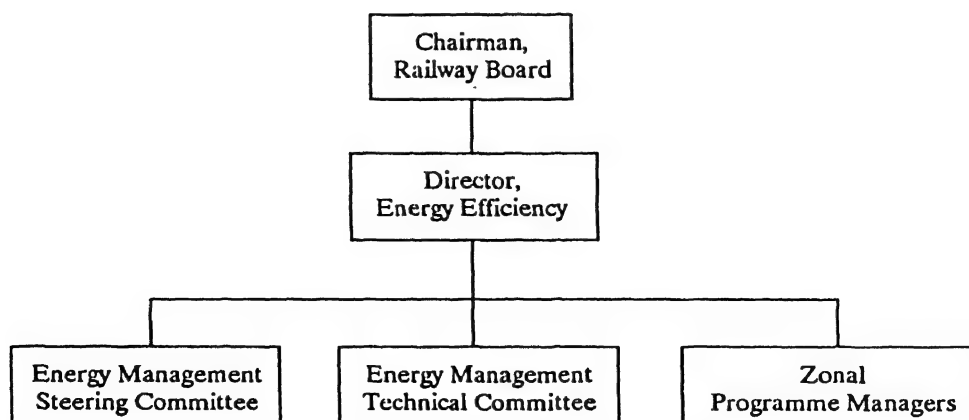 Chairman,
Railway Board
Director,
Energy Efficiency
Energy Management
Steering Committee
Energy Management
Technical Committee
Zonal
Programme Managers